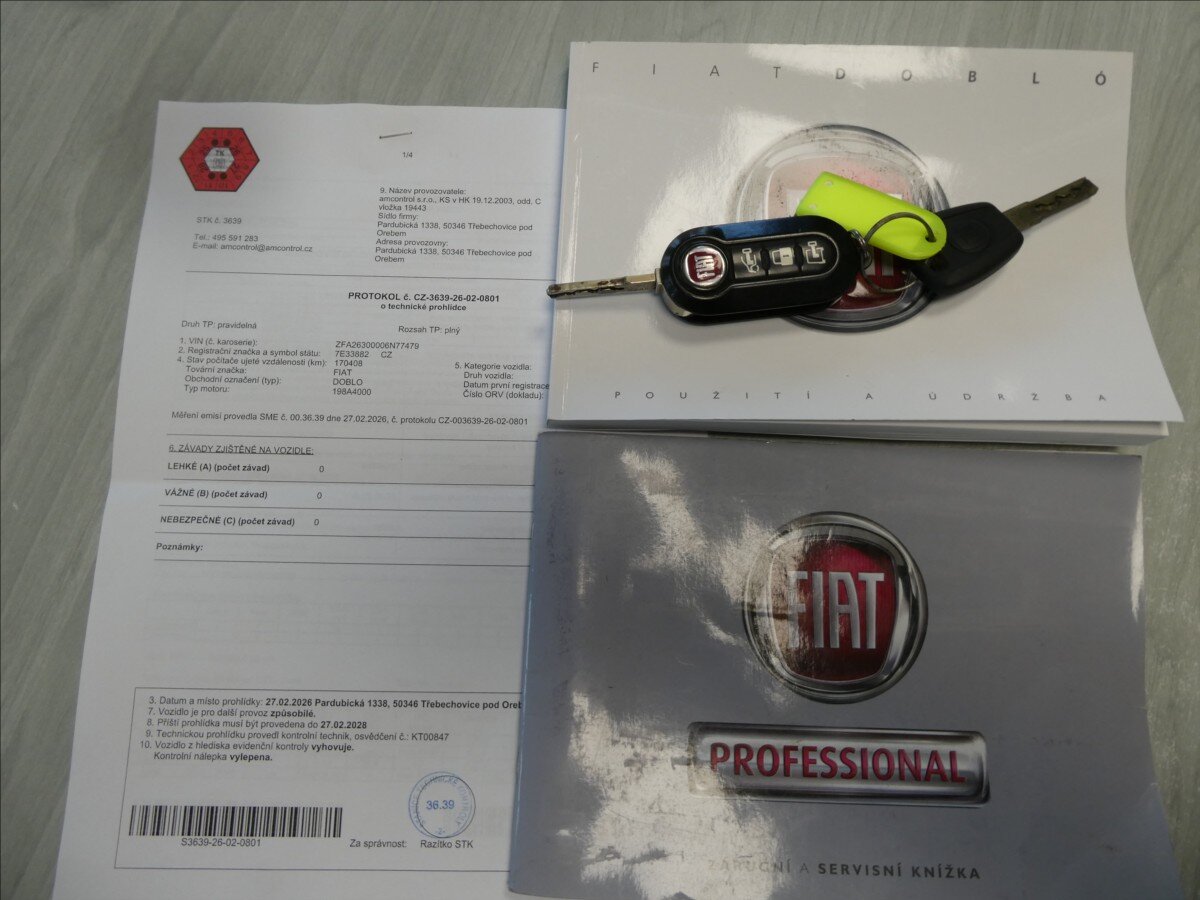 1/4
STK č. 3639
Tel.: 495 591 283
E-mail: amcontrol@amcontrol.cz
9. Název provozovatele:
amcontrol s.r.o., KS v HK 19.12.2003, odd. C
vložka 19443
Sídlo firmy:
Pardubická 1338, 50346 Třebechovice pod
Orebem
Adresa provozovny:
Pardubická 1338, 50346 Třebechovice pod
Orebem
PROTOKOL č. CZ-3639-26-02-0801
o technické prohlídce
Druh TP: pravidelná
Rozsah TP: plný
1. VIN (č. karoserie): ZFA26300006N77479
2. Registrační značka a symbol státu: 7E33882 CZ
4. Stav počítače ujeté vzdálenosti (km): 170408
Tovární značka: FIAT
Obchodní označení (typ): DOBLO
Typ motoru: 198A4000
5. Kategorie vozidla:
Druh vozidla:
Datum první registrace
Číslo ORV (dokladu):
Měření emisí provedla SME č. 00.36.39 dne 27.02.2026, č. protokolu CZ-003639-26-02-0801
6. ZÁVADY ZJIŠTĚNÉ NA VOZIDLE:
LEHKÉ (A) (počet závad) 0
VÁŽNÉ (B) (počet závad) 0
NEBEZPEČNÉ (C) (počet závad) 0
Poznámky:
3. Datum a místo prohlídky: 27.02.2026 Pardubická 1338, 50346 Třebechovice pod Oreb
7. Vozidlo je pro další provoz způsobilé.
8. Příští prohlídka musí být provedena do 27.02.2028
9. Technickou prohlídku provedl kontrolní technik, osvědčení č.: KT00847
10. Vozidlo z hlediska evidenční kontroly vyhovuje.
Kontrolní nálepka vylepena.
S3639-26-02-0801
Za správnost:
Razítko STK
STANICE TECHNICKÉ KONTROLY
36.39
-2-
FIAT DOBLÓ
FIAT
POUŽITÍ A ÚDRŽBA
FIAT
PROFESSIONAL
ZÁRUČNÍ A SERVISNÍ KNÍŽKA